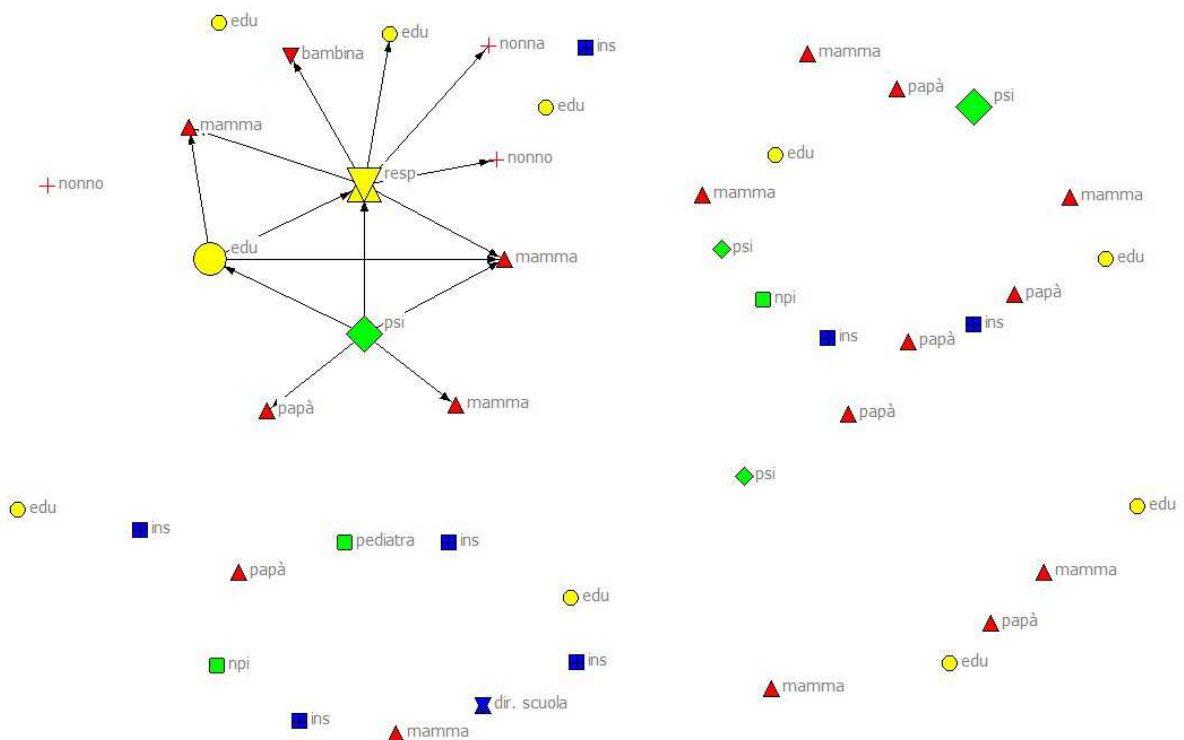 edu
edu
bambina
nonna
ins
edu
mamma
nonno
resp
nonno
edu
mamma
psi
papà
mamma
mamma
papà
psi
edu
mamma
mamma
psi
edu
npi
papà
ins
ins
papà
papà
psi
edu
edu
ins
pediatra
ins
papà
mamma
edu
papà
npi
ins
edu
mamma
dir. scuola
ins
mamma